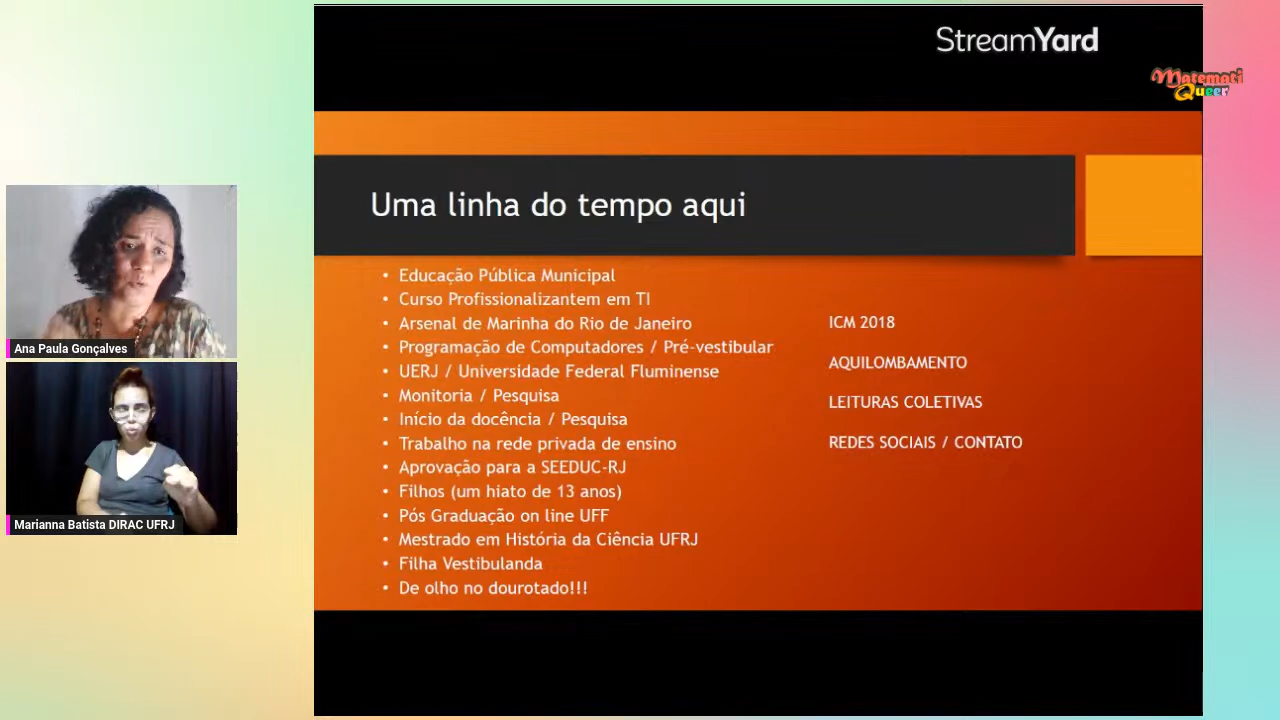 StreamYard
Matemati
Queer
Uma linha do tempo aqui
• Educação Pública Municipal
• Curso Profissionalizantem em TI
• Arsenal de Marinha do Rio de Janeiro
• Programação de Computadores / Pré-vestibular
• UERJ / Universidade Federal Fluminense
• Monitoria / Pesquisa
• Início da docência / Pesquisa
• Trabalho na rede privada de ensino
• Aprovação para a SEEDUC-RJ
• Filhos (um hiato de 13 anos)
• Pós Graduação on line UFF
• Mestrado em História da Ciência UFRJ
• Filha Vestibulanda
• De olho no dourotado!!!
ICM 2018
AQUILOMBAMENTO
LEITURAS COLETIVAS
REDES SOCIAIS / CONTATO
Ana Paula Gonçalves
Marianna Batista DIRAC UFRJ